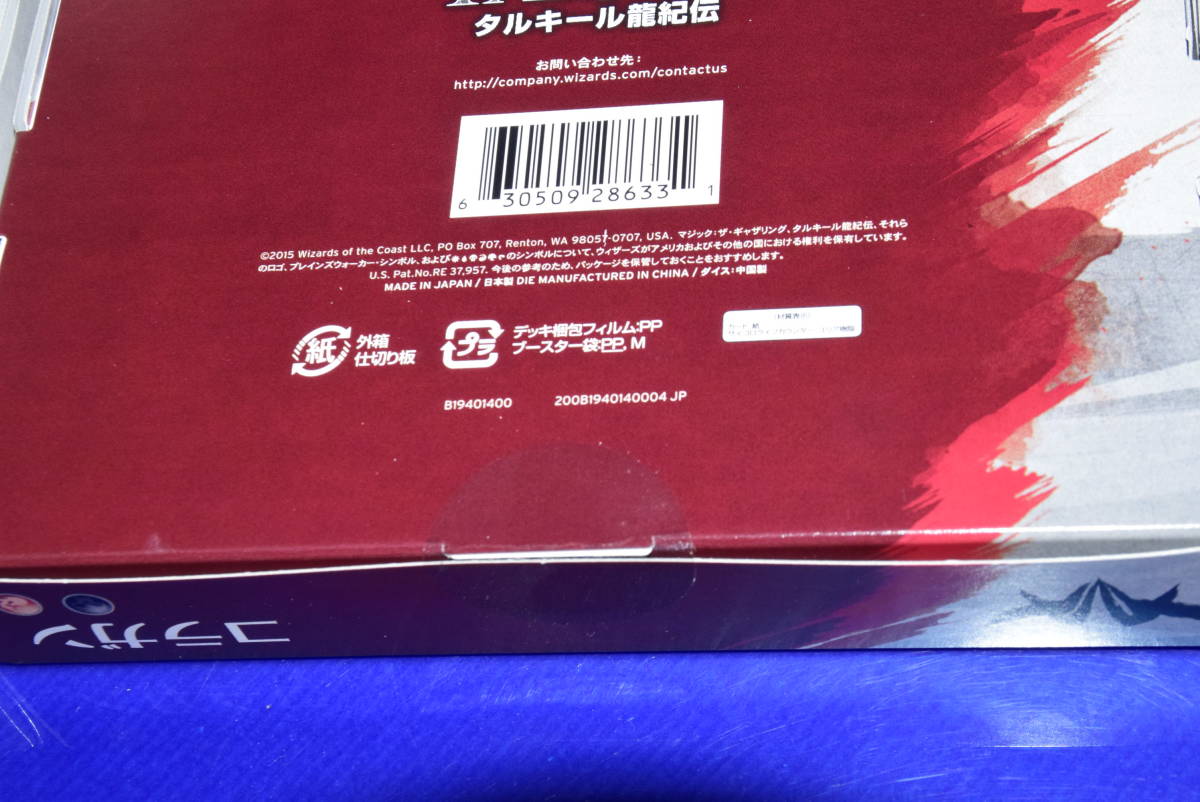 タルキール龍紀伝
お問い合わせ先:
http://company.wizards.com/contactus
6 30509 28633 1
©2015 Wizards of the Coast LLC, PO Box 707, Renton, WA 98057-0707, USA. マジック:ザ・ギャザリング、タルキール龍紀伝、それら
のロゴ、プレインズウォーカー・シンボル、および のシンボルについて、ウィザーズがアメリカおよびその他の国における権利を保有しています。
U.S. Pat.No.RE 37,957. 今後の参考のため、パッケージを保管しておくことをおすすめします。
MADE IN JAPAN / 日本製 DIE MANUFACTURED IN CHINA / ダイス:中国製
紙 外箱
仕切り板
プラ デッキ梱包フィルム:PP
ブースター袋:PP, M
(材質表示)
カード:紙
B19401400 200B1940140004 JP
コラガン